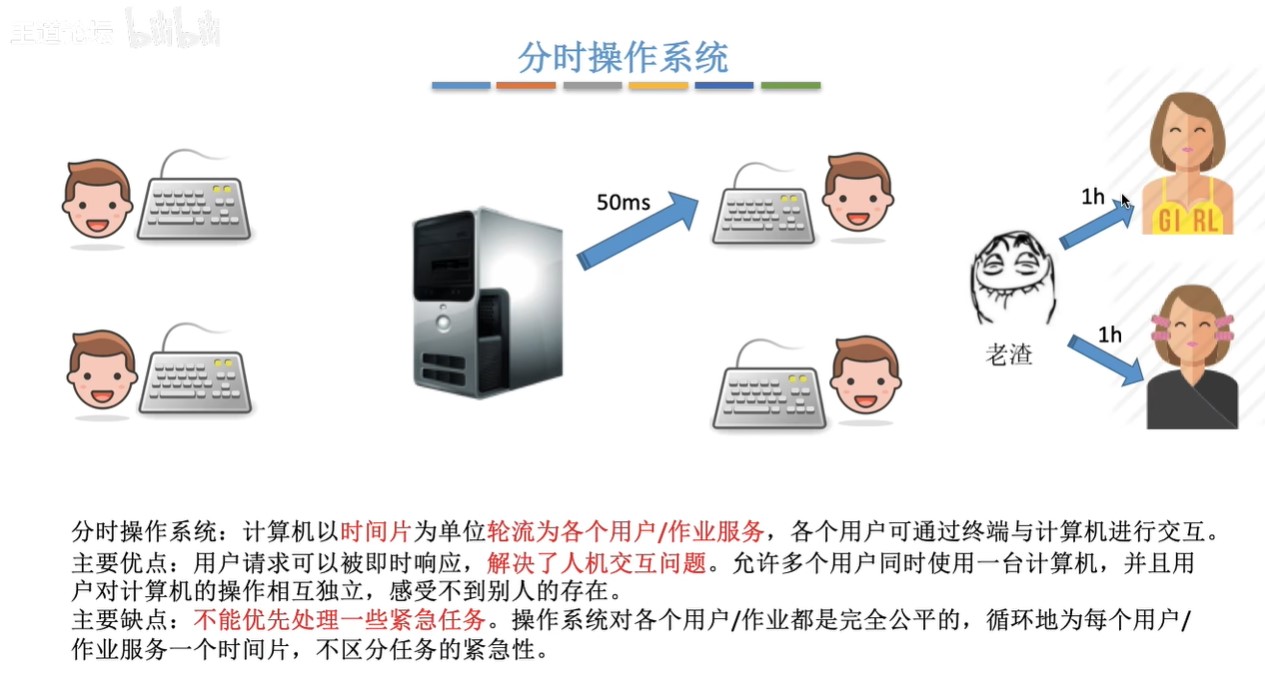 王道论坛 bilibili
分时操作系统
50ms
1h
GIRL
老渣
1h
分时操作系统：计算机以时间片为单位轮流为各个用户/作业服务，各个用户可通过终端与计算机进行交互。
主要优点：用户请求可以被即时响应，解决了人机交互问题。允许多个用户同时使用一台计算机，并且用
户对计算机的操作相互独立，感受不到别人的存在。
主要缺点：不能优先处理一些紧急任务。操作系统对各个用户/作业都是完全公平的，循环地为每个用户/
作业服务一个时间片，不区分任务的紧急性。